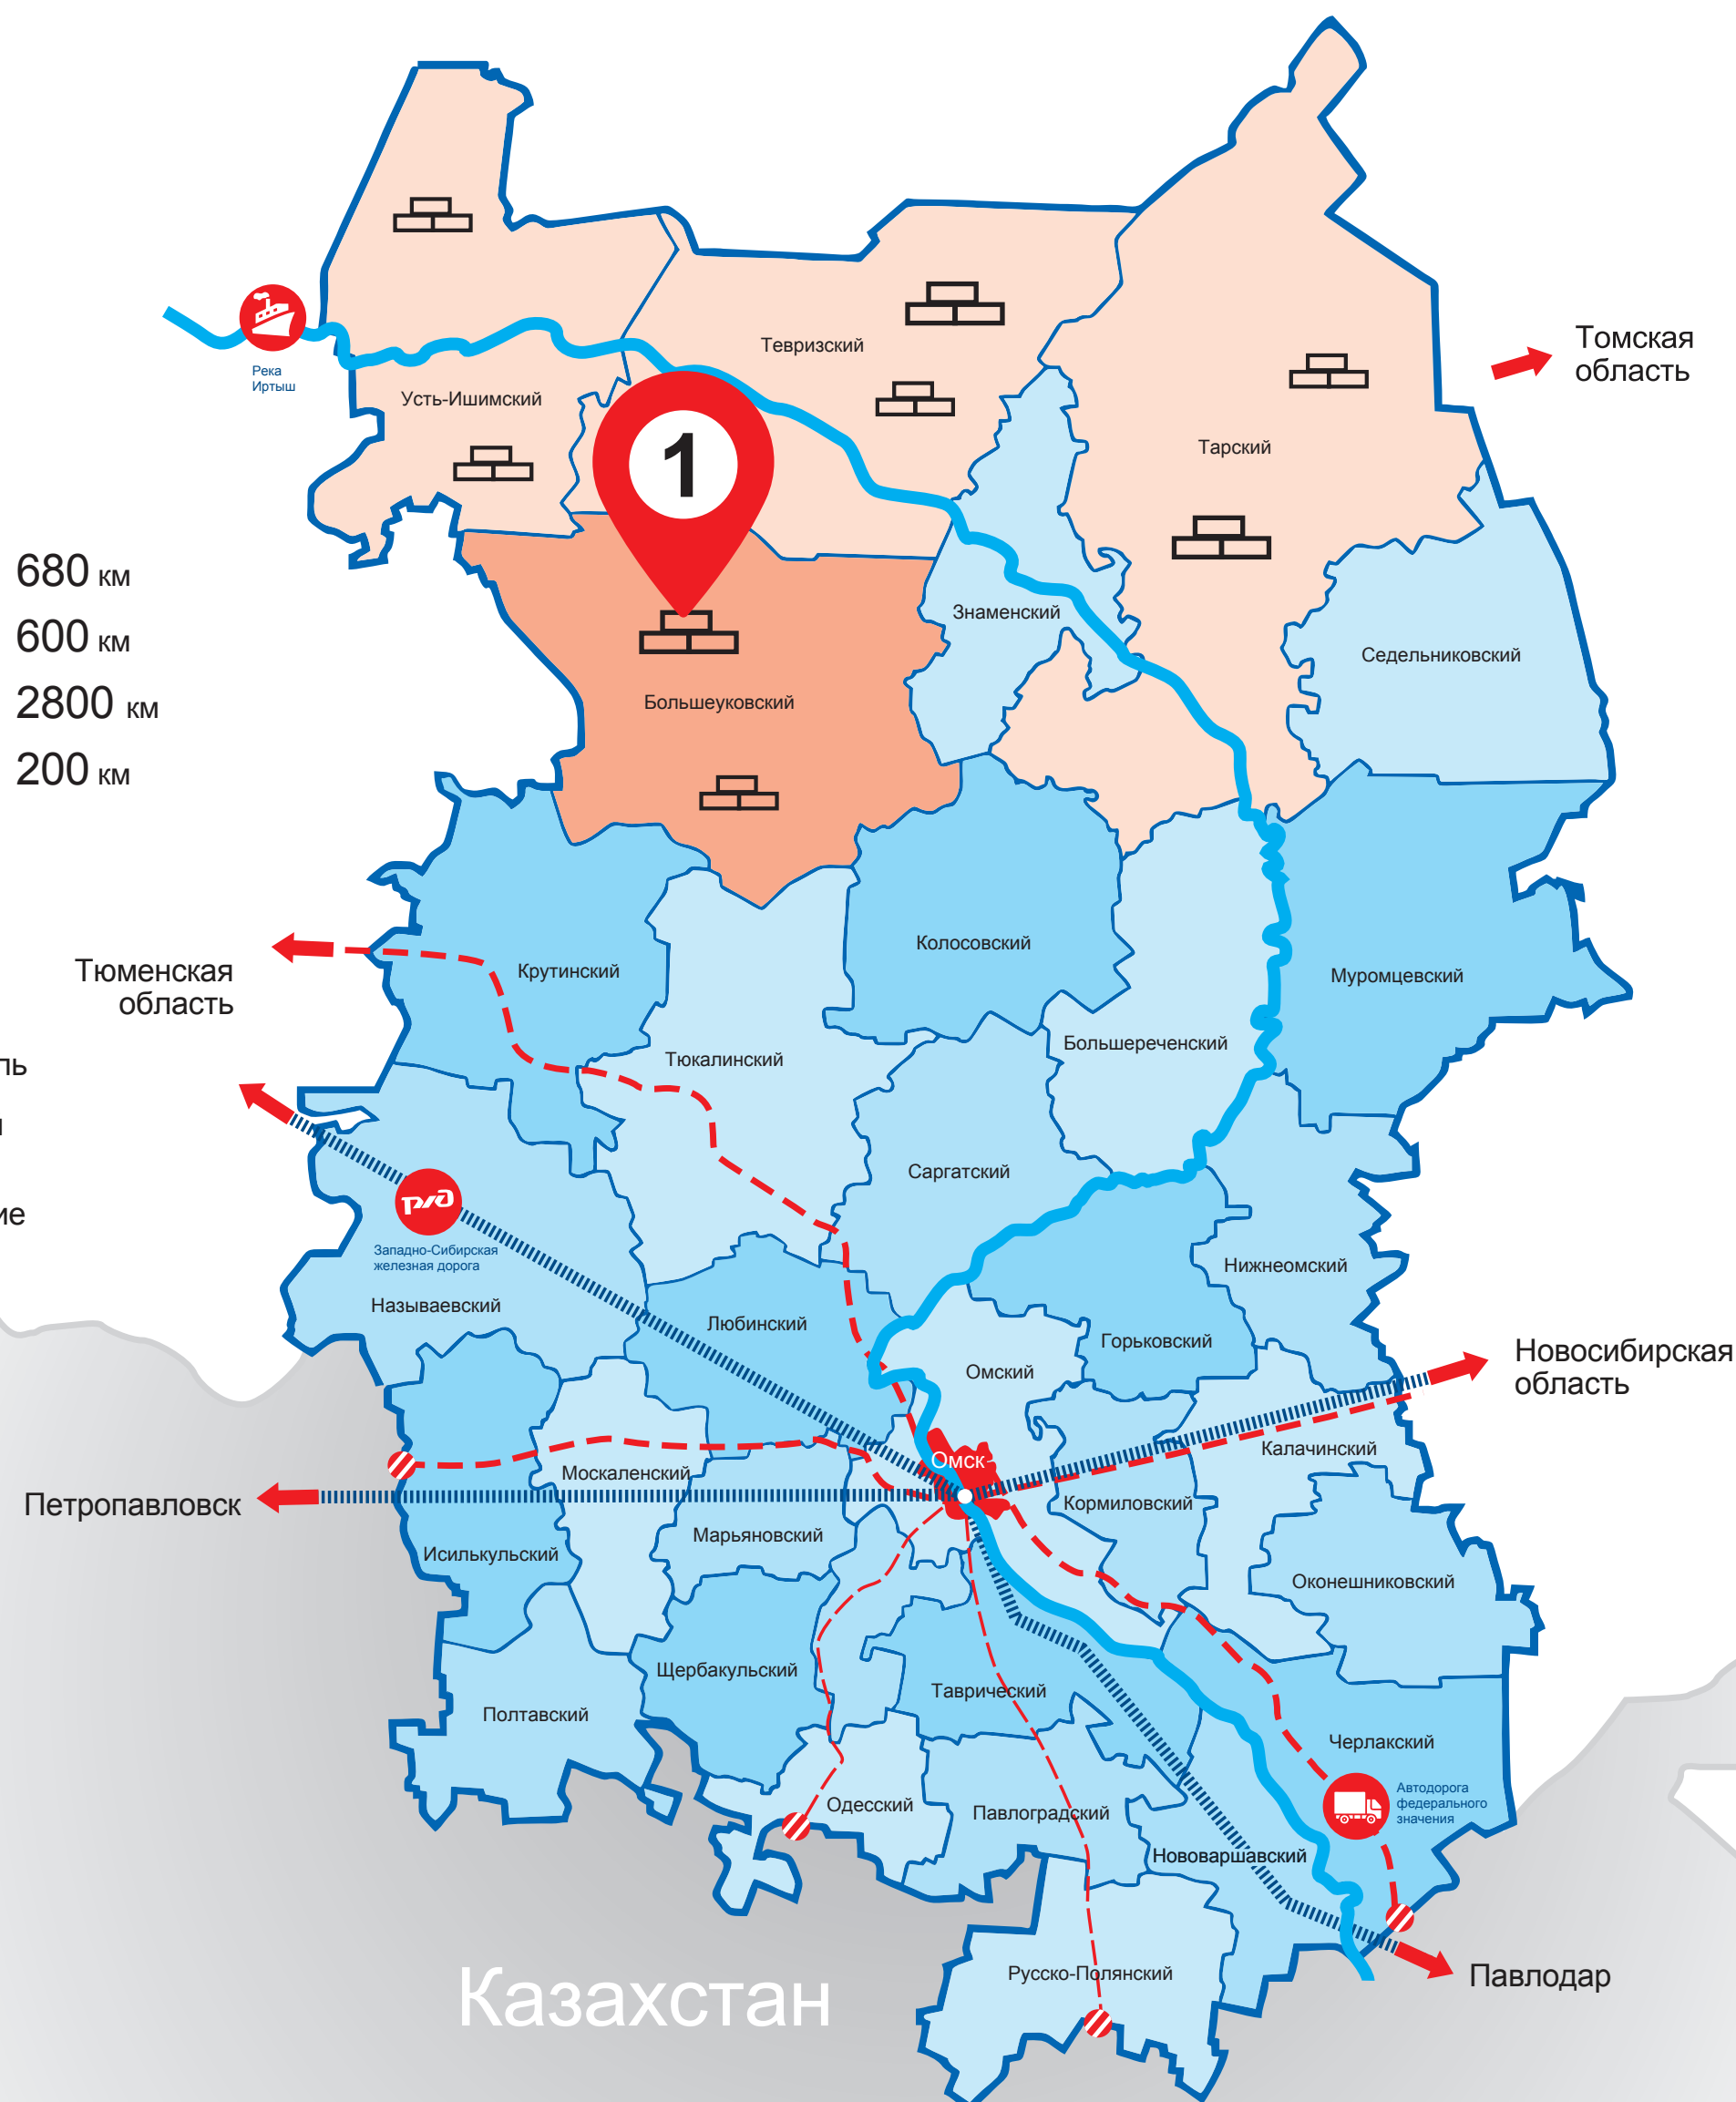 Томская
область
Тевризский
Река
Иртыш
Усть-Ишимский
1
Тарский
680 км
600 км
2800 км
200 км
Знаменский
Седельниковский
Большеуковский
Колосовский
Крутинский
Муромцевский
Тюменская
область
Тюкалинский
Большереченский
Саргатский
Западно-Сибирская
железная дорога
Называевский
Нижнеомский
Любинский
Горьковский
Омский
Новосибирская
область
Калачинский
Омск
Москаленский
Петропавловск
Кормиловский
Марьяновский
Исилькульский
Оконешниковский
Щербакульский
Таврический
Полтавский
Черлакский
Автодорога
федерального
значения
Одесский
Павлоградский
Нововаршавский
Русско-Полянский
Павлодар
Казахстан